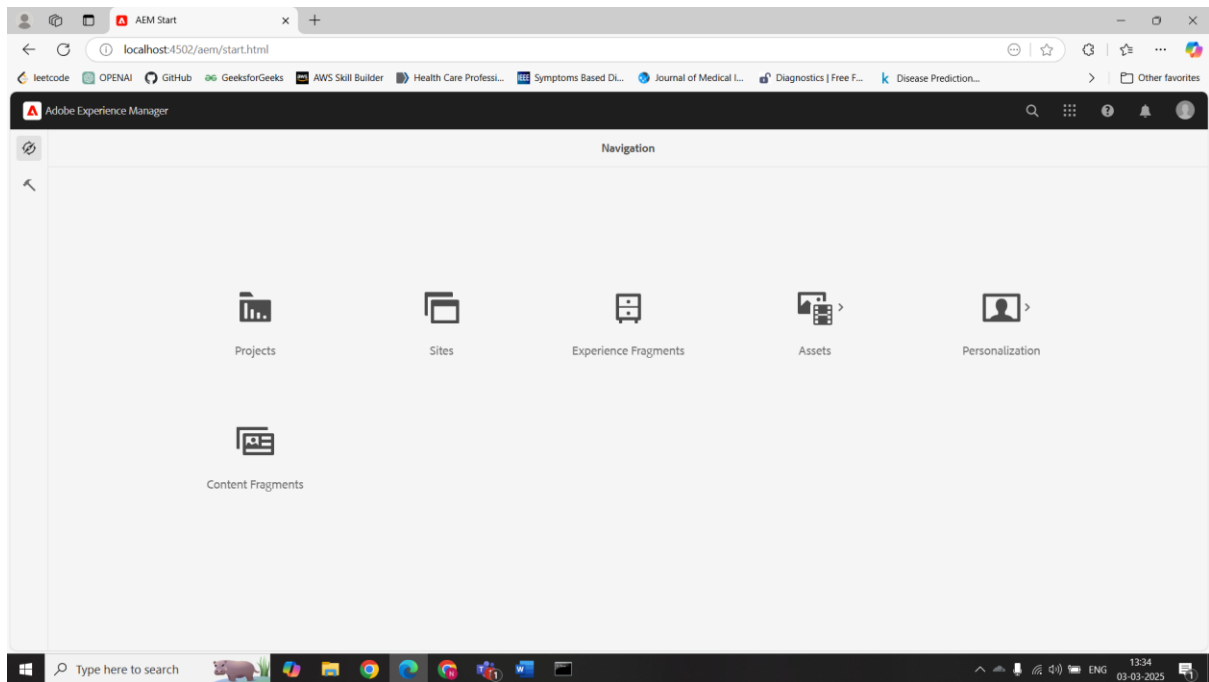 AEM Start
localhost:4502/aem/start.html
leetcode OPENAI GitHub GeeksforGeeks AWS Skill Builder Health Care Professi... IEEE Symptoms Based Di... Journal of Medical I... Diagnostics | Free F... k Disease Prediction... Other favorites
Adobe Experience Manager
Navigation
Projects Sites Experience Fragments Assets Personalization
Content Fragments
Type here to search ENG 13:34
03-03-2025